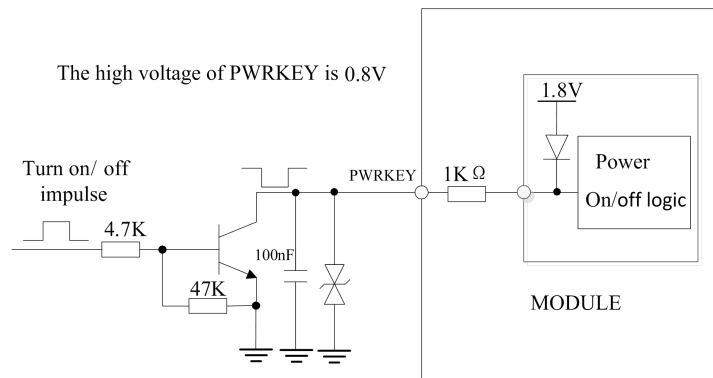 The high voltage of PWRKEY is 0.8V
1.8V
Turn on/ off
impulse
PWRKEY
1K Ω
Power
On/off logic
4.7K
100nF
47K
MODULE